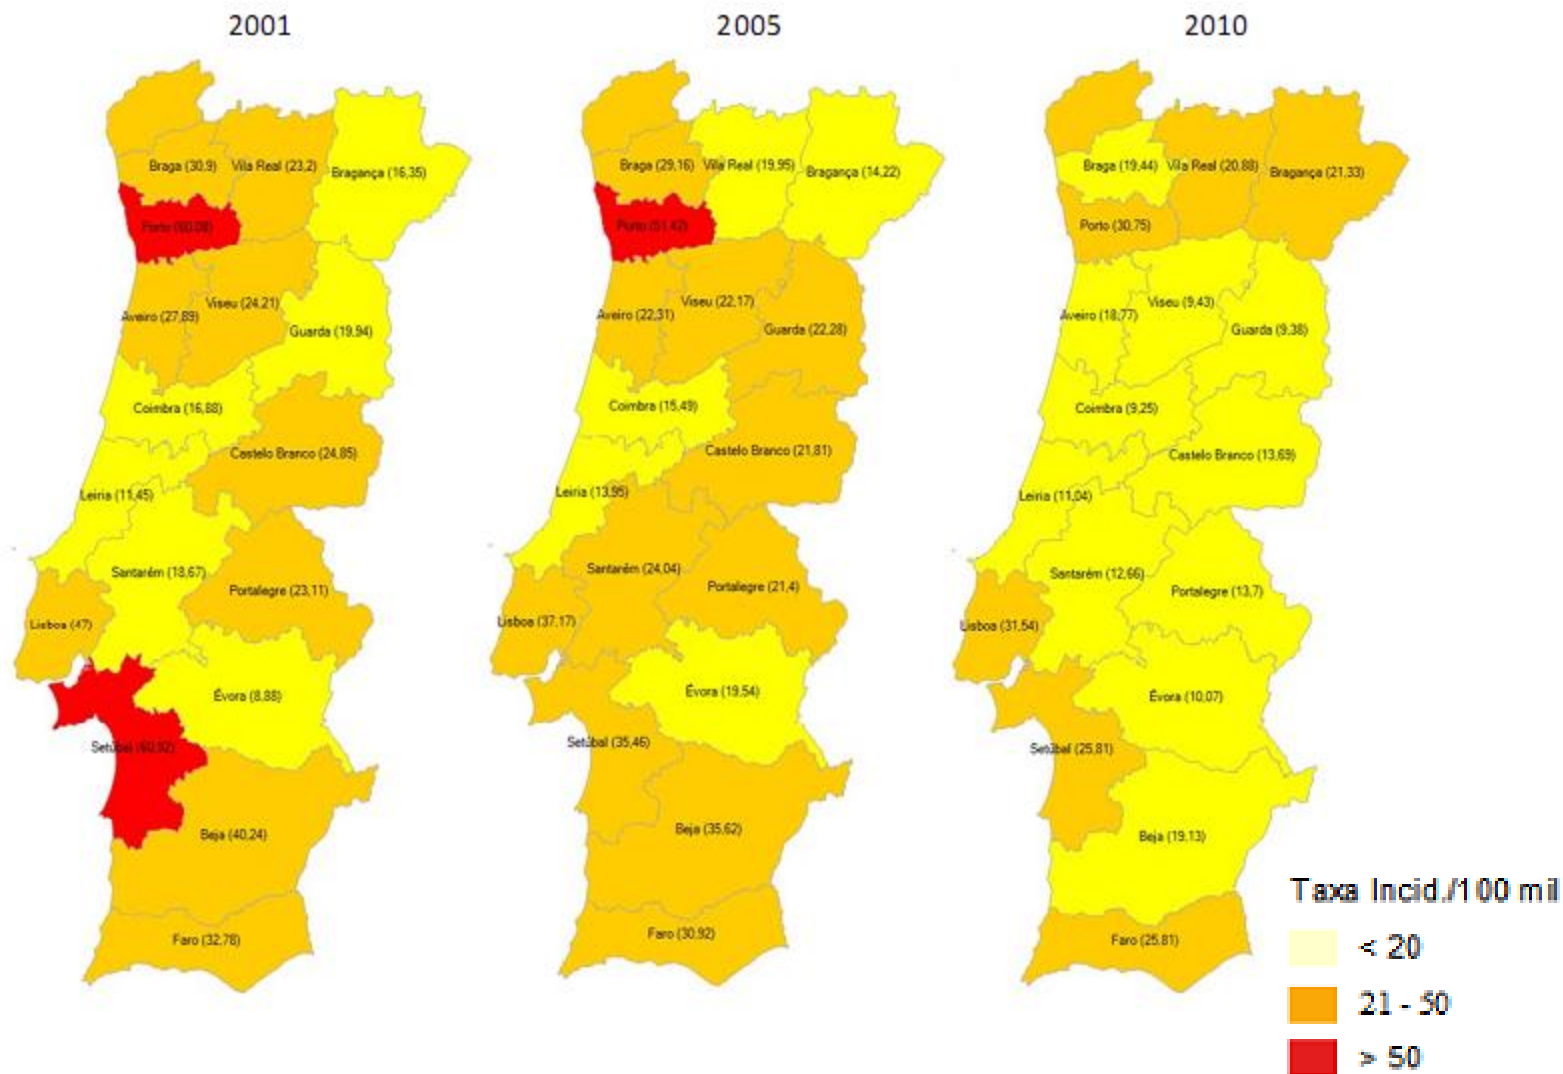 2001
2005
2010
Braga (30,9)
Vila Real (23,2)
Bragança (16,35)
Porto (60,08)
Aveiro (27,89)
Viseu (24,21)
Guarda (19,94)
Coimbra (16,88)
Castelo Branco (24,85)
Leiria (11,45)
Santarém (18,67)
Portalegre (23,11)
Lisboa (47)
Évora (8,88)
Setúbal (60,92)
Beja (40,24)
Faro (32,78)
Braga (29,16)
Vila Real (19,95)
Bragança (14,22)
Porto (51,42)
Aveiro (22,31)
Viseu (22,17)
Guarda (22,28)
Coimbra (15,49)
Castelo Branco (21,81)
Leiria (13,95)
Santarém (24,04)
Portalegre (21,4)
Lisboa (37,17)
Évora (19,54)
Setúbal (35,46)
Beja (35,62)
Faro (30,92)
Braga (19,44)
Vila Real (20,88)
Bragança (21,33)
Porto (30,75)
Aveiro (18,77)
Viseu (9,43)
Guarda (9,38)
Coimbra (9,25)
Castelo Branco (13,69)
Leiria (11,04)
Santarém (12,66)
Portalegre (13,7)
Lisboa (31,54)
Évora (10,07)
Setúbal (25,81)
Beja (19,13)
Faro (25,81)
Taxa Incid./100 mil
< 20
21 - 50
> 50